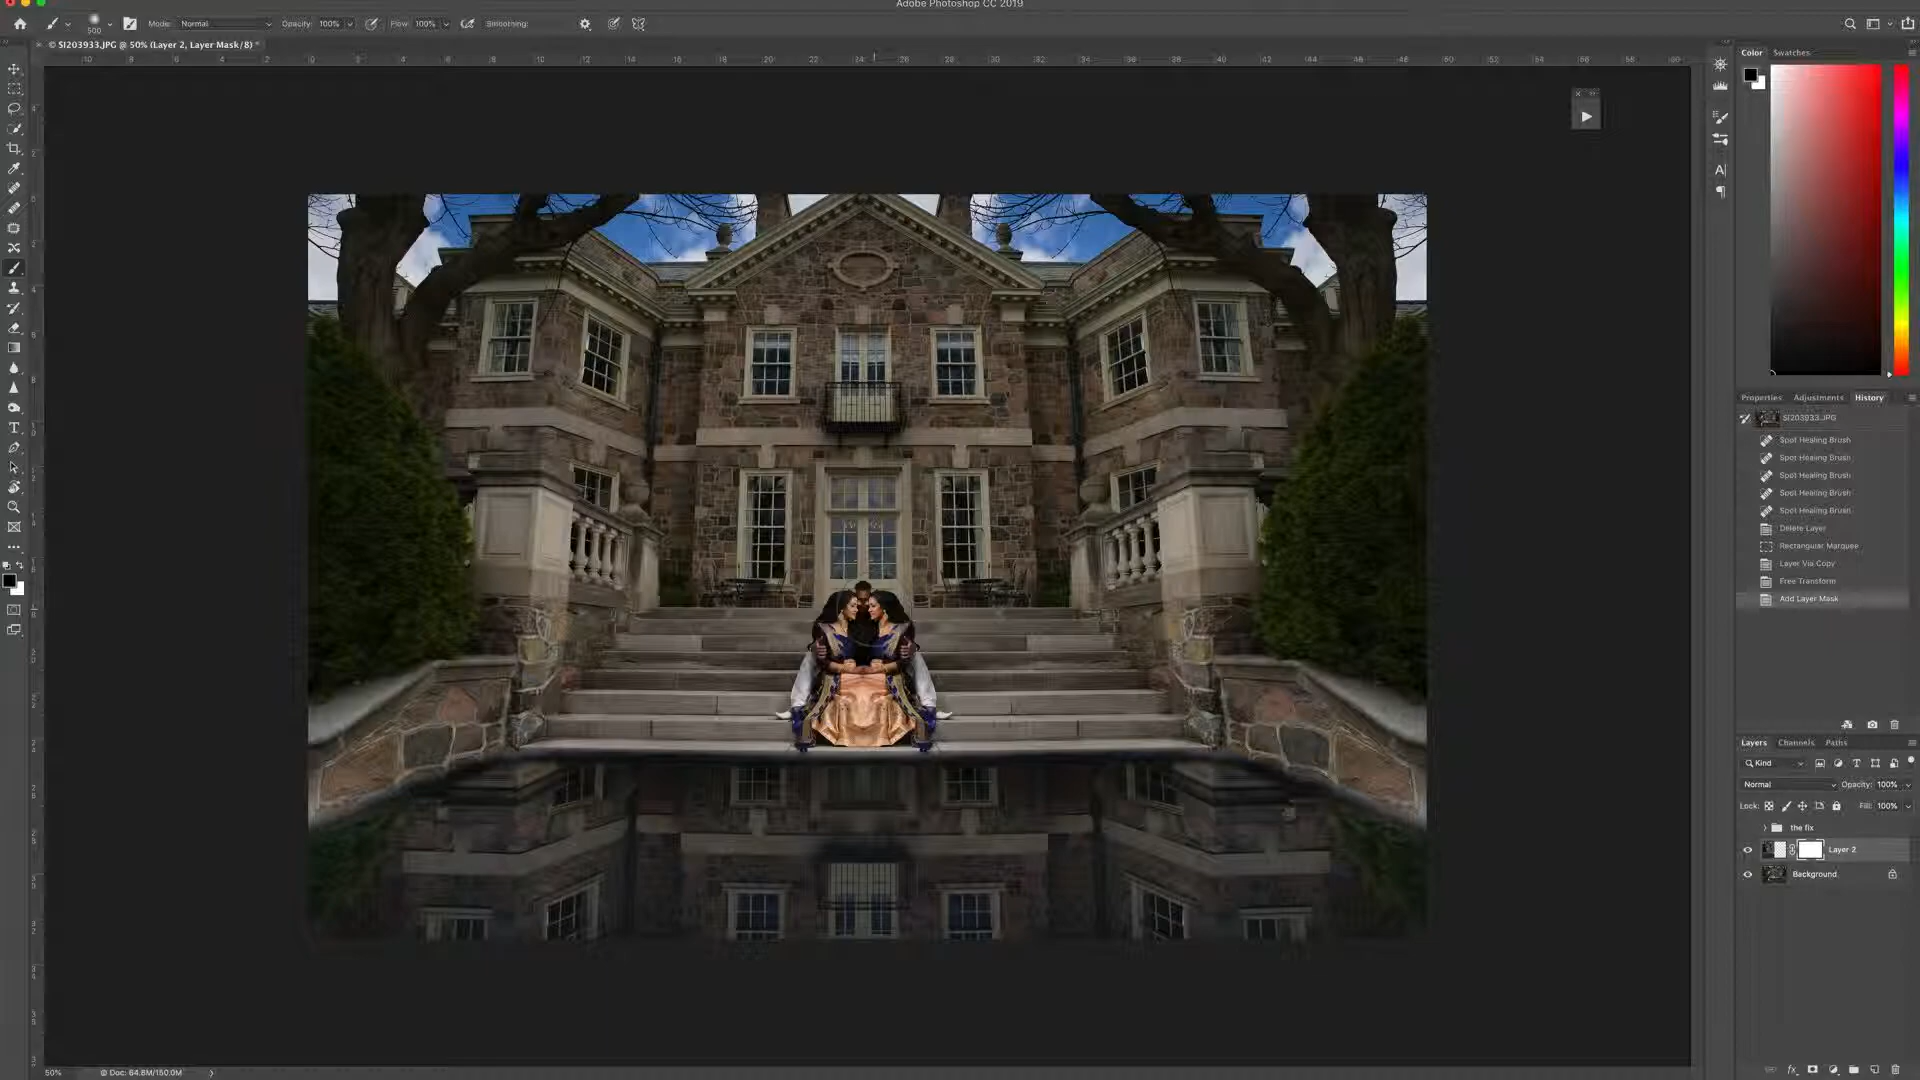 Adobe Photoshop CC 2019
500
Mode: Normal
Opacity: 100%
Flow: 100%
Smoothing:
© SI203933.JPG @ 50% (Layer 2, Layer Mask/8) *
Color
Swatches
Properties
Adjustments
History
SI203933.JPG
Spot Healing Brush
Spot Healing Brush
Spot Healing Brush
Spot Healing Brush
Spot Healing Brush
Delete Layer
Rectangular Marquee
Layer Via Copy
Free Transform
Add Layer Mask
Layers
Channels
Paths
Kind
Normal
Opacity: 100%
Lock:
Fill: 100%
the fix
Layer 2
Background
50%
Doc: 64.8M/150.0M